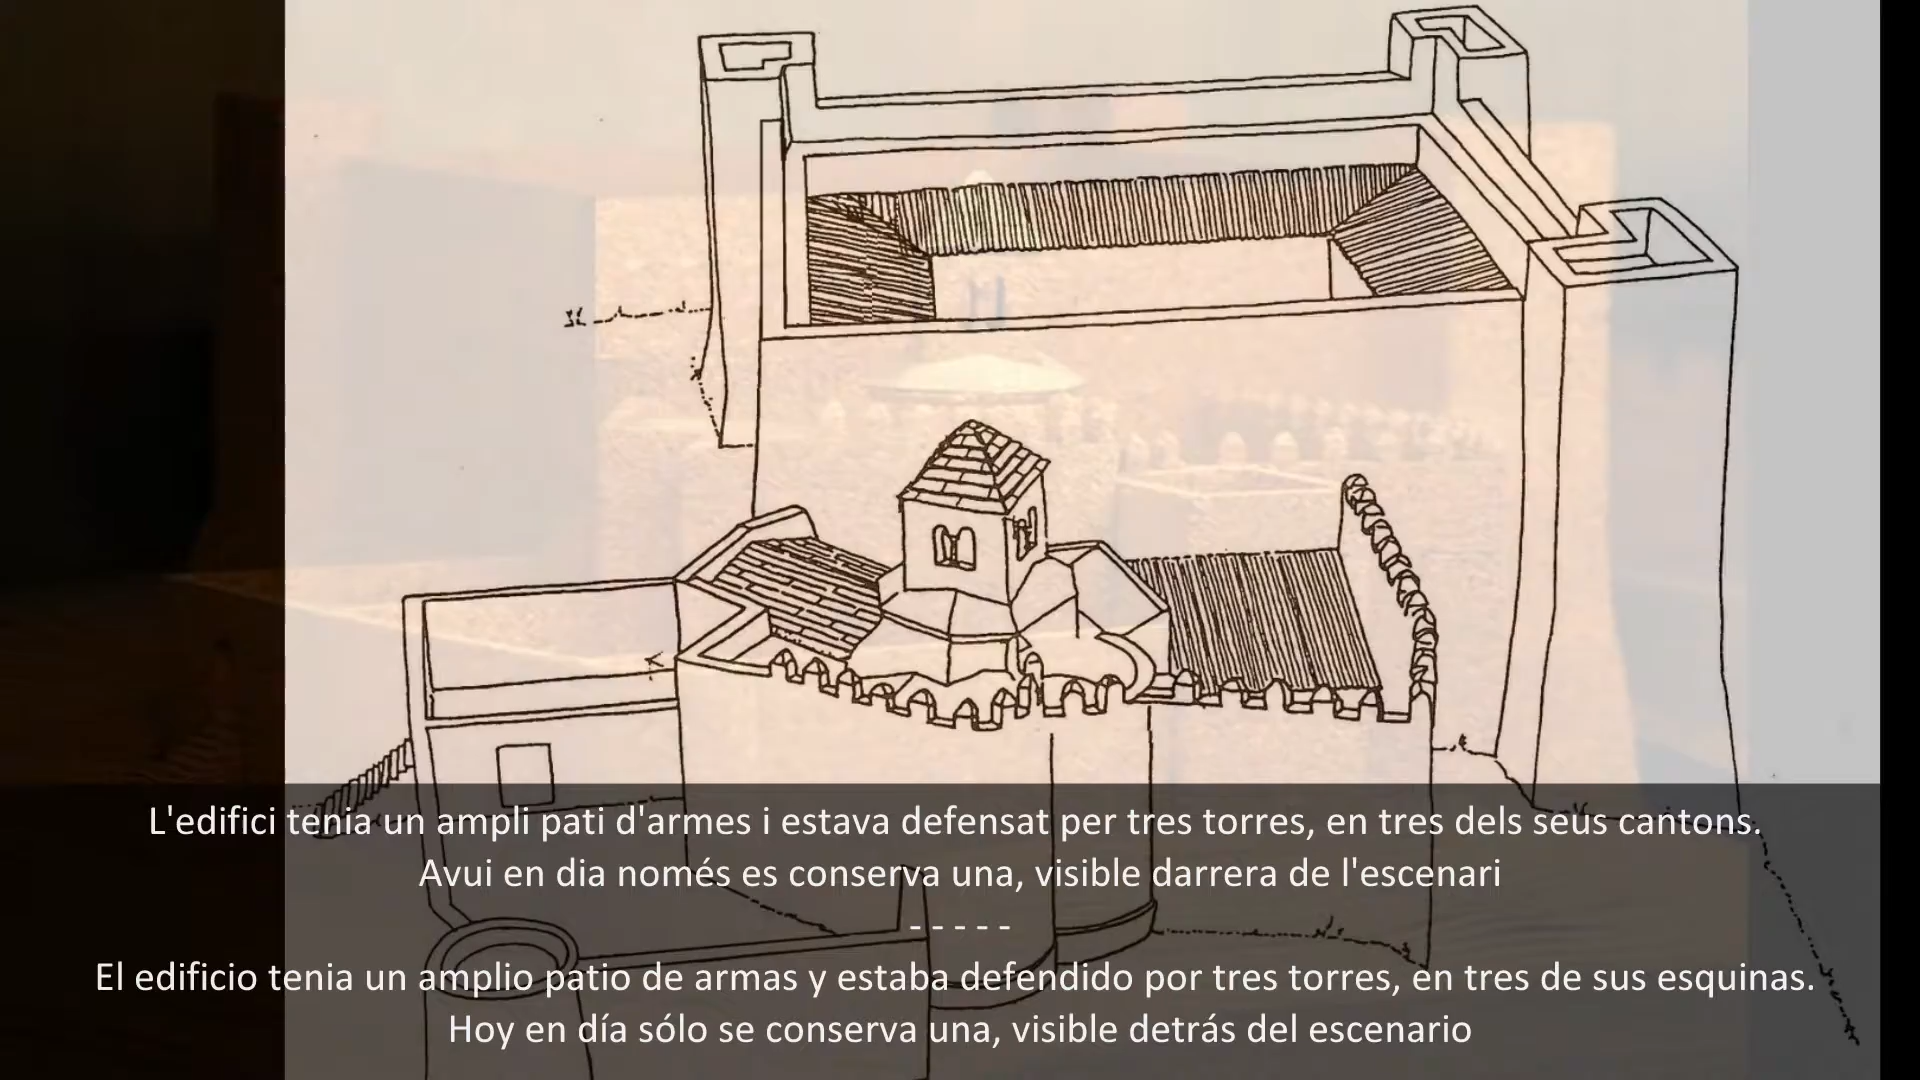 L'edifici tenia un ampli pati d'armes i estava defensat per tres torres, en tres dels seus cantons.
Avui en dia només es conserva una, visible darrera de l'escenari
-----
El edificio tenia un amplio patio de armas y estaba defendido por tres torres, en tres de sus esquinas.
Hoy en día sólo se conserva una, visible detrás del escenario